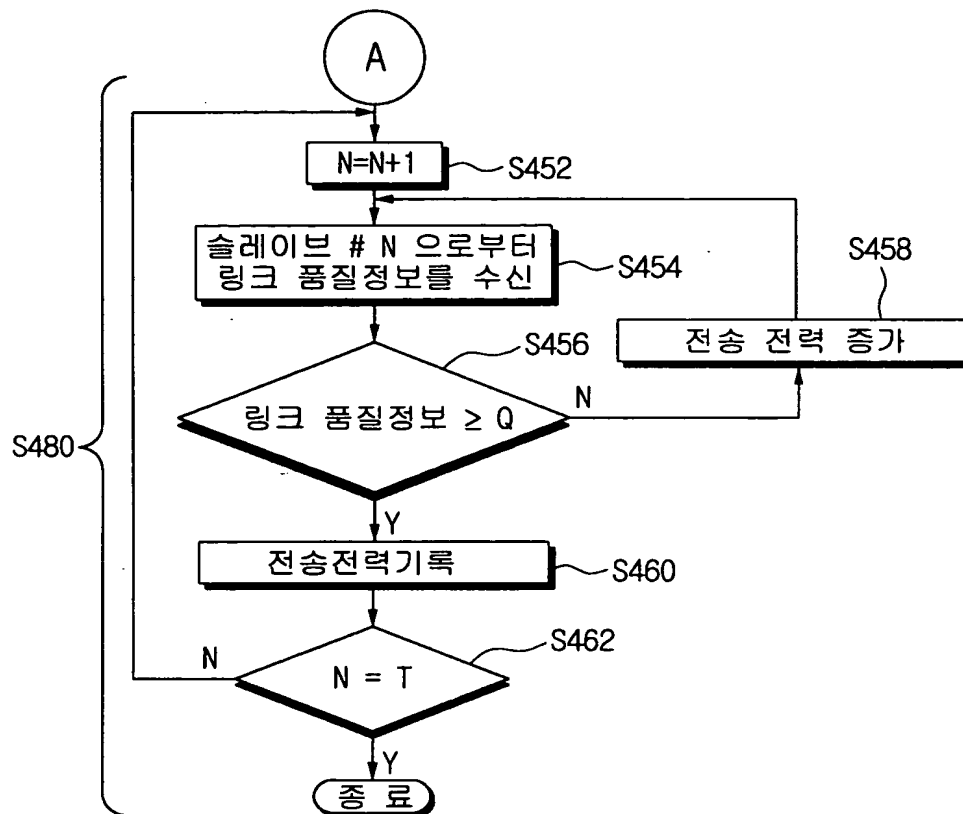 A
N=N+1
S452
슬레이브 # N 으로부터
링크 품질정보를 수신
S454
S458
전송 전력 증가
S456
링크 품질정보 ≥ Q
N
S480
Y
전송전력기록
S460
S462
N
N = T
Y
종 료